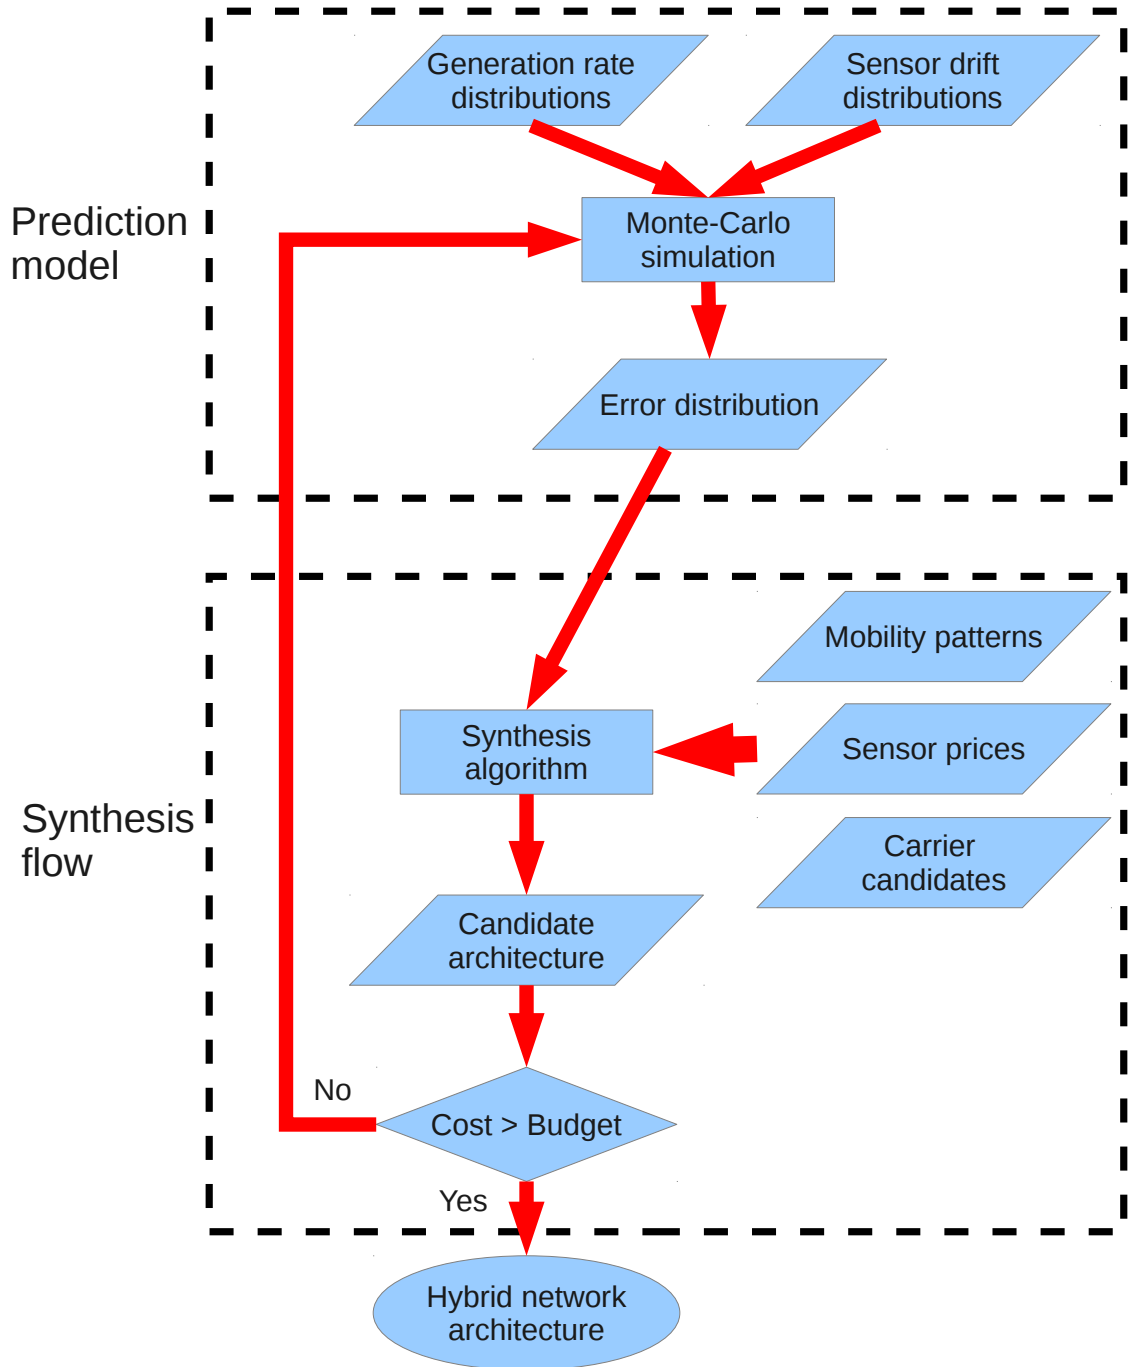 Generation rate
distributions
Sensor drift
distributions
Prediction
model
Monte-Carlo
simulation
Error distribution
Mobility patterns
Synthesis
algorithm
Sensor prices
Synthesis
flow
Carrier
candidates
Candidate
architecture
No
Cost > Budget
Yes
Hybrid network
architecture